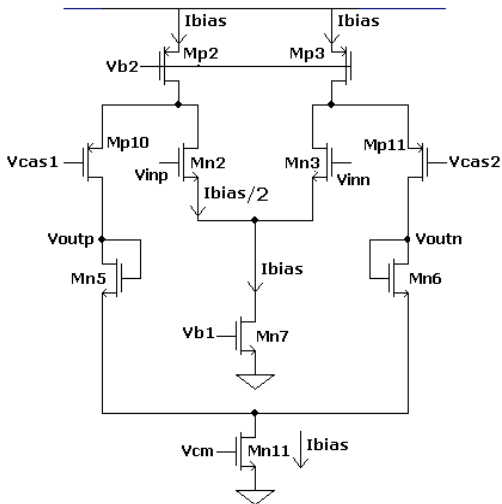 Ibias Ibias
Mp2 Mp3
Vb2
Mp10 Mp11
Vcas1 Mn2 Mn3 Vcas2
Vinp Vinn
Ibias/2
Voutp Voutn
Ibias
Mn5 Mn6
Vb1 Mn7
Vcm Mn11 Ibias